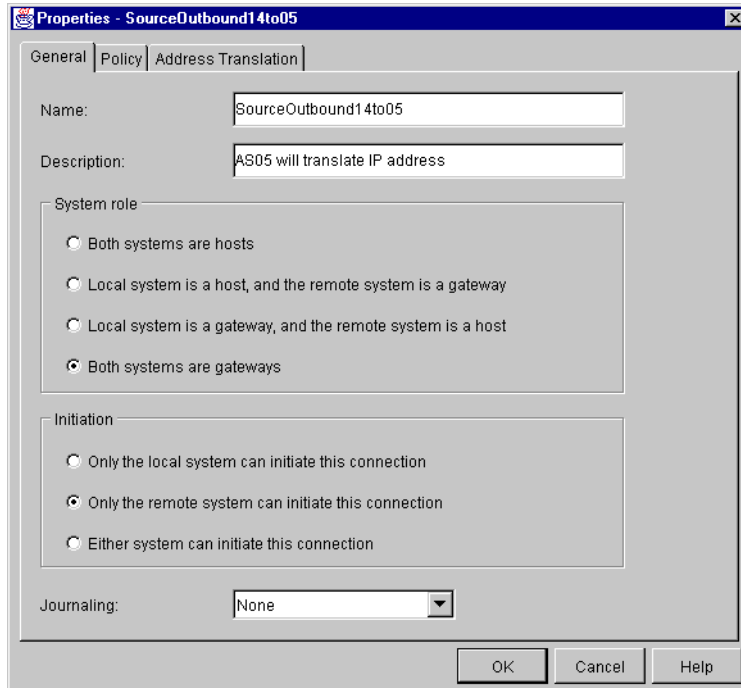 Properties - SourceOutbound14to05
General Policy Address Translation
Name: SourceOutbound14to05
Description: AS05 will translate IP address
System role
Both systems are hosts
Local system is a host, and the remote system is a gateway
Local system is a gateway, and the remote system is a host
Both systems are gateways
Initiation
Only the local system can initiate this connection
Only the remote system can initiate this connection
Either system can initiate this connection
Journaling: None
OK Cancel Help